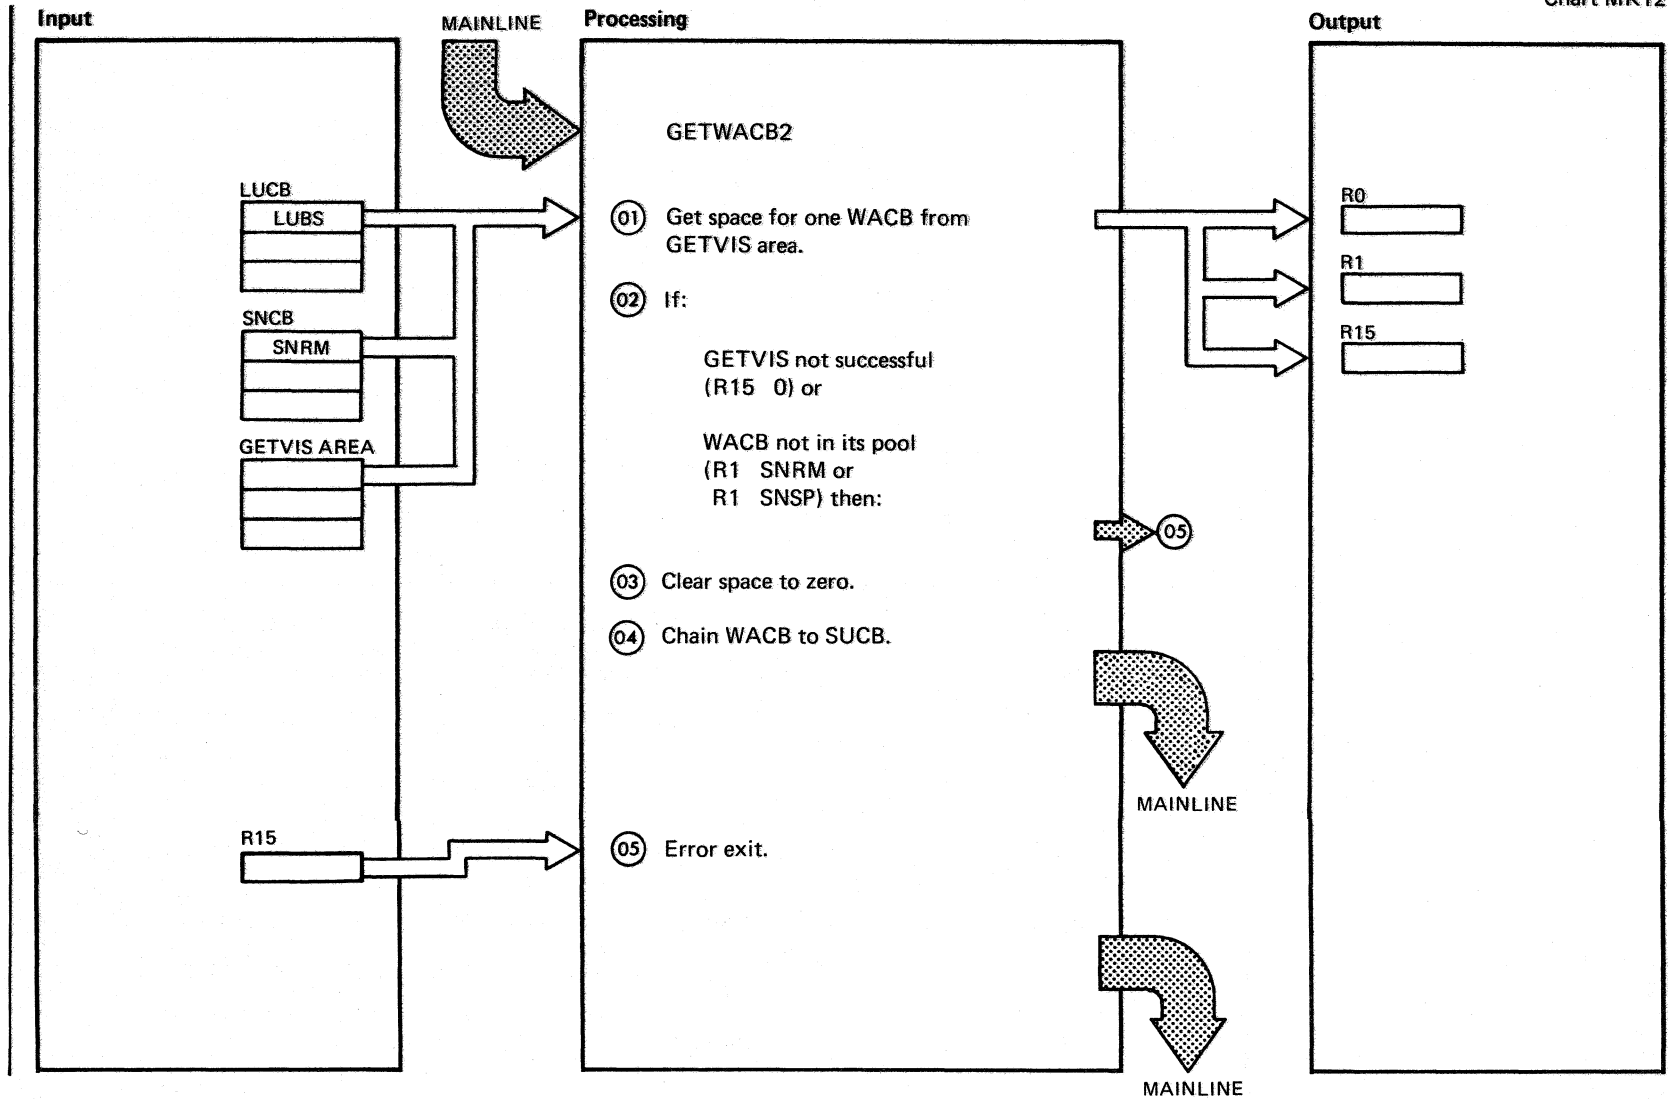 Input
MAINLINE
Processing
Output
GETWACB2
LUCB
LUBS
01 Get space for one WACB from
GETVIS area.
R0
R1
R15
02 If:
SNCB
SNRM
GETVIS not successful
(R15 0) or
WACB not in its pool
(R1 SNRM or
R1 SNSP) then:
GETVIS AREA
05
03 Clear space to zero.
04 Chain WACB to SUCB.
MAINLINE
R15
05 Error exit.
MAINLINE